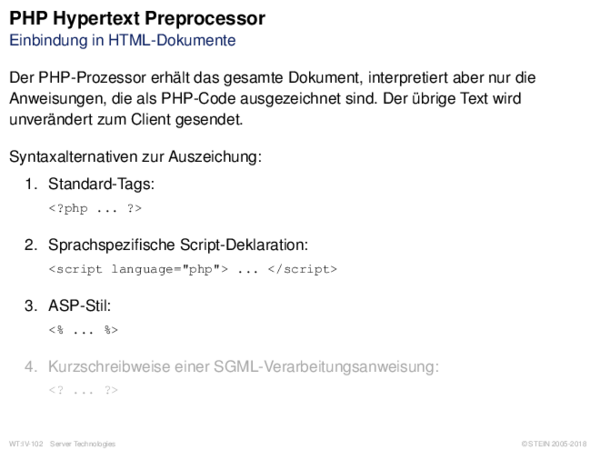 PHP Hypertext Preprocessor
Einbindung in HTML-Dokumente
Der PHP-Prozessor erhält das gesamte Dokument, interpretiert aber nur die
Anweisungen, die als PHP-Code ausgezeichnet sind. Der übrige Text wird
unverändert zum Client gesendet.
Syntaxalternativen zur Auszeichung:
1. Standard-Tags:
<?php ... ?>
2. Sprachspezifische Script-Deklaration:
<script language="php"> ... </script>
3. ASP-Stil:
<% ... %>
4. Kurzschreibweise einer SGML-Verarbeitungsanweisung:
<? ... ?>
WT:IV-102 Server Technologies © STEIN 2005-2018